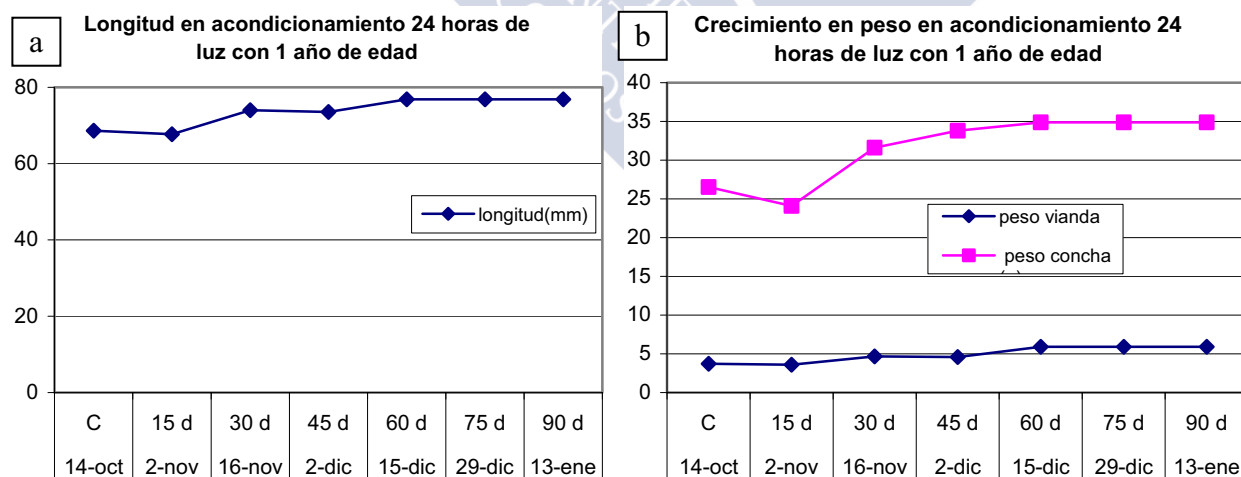 a
Longitud en acondicionamiento 24 horas de
luz con 1 año de edad
80
60
40
20
0
longitud(mm)
C 15 d 30 d 45 d 60 d 75 d 90 d
14-oct 2-nov 16-nov 2-dic 15-dic 29-dic 13-ene
b
Crecimiento en peso en acondicionamiento 24
horas de luz con 1 año de edad
40
35
30
25
20
15
10
5
0
peso vianda
peso concha
C 15 d 30 d 45 d 60 d 75 d 90 d
14-oct 2-nov 16-nov 2-dic 15-dic 29-dic 13-ene